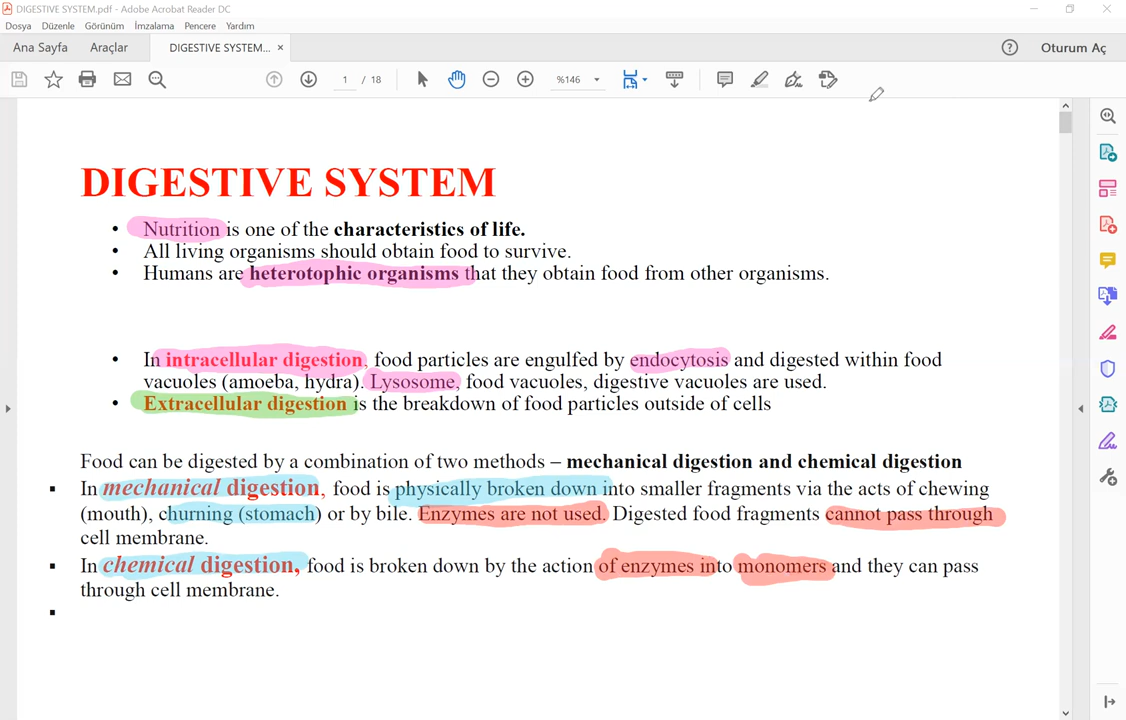 DIGESTIVE SYSTEM.pdf - Adobe Acrobat Reader DC
Dosya Düzenle Görünüm İmzalama Pencere Yardım
Ana Sayfa Araçlar DIGESTIVE SYSTEM... × ? Oturum Aç
1 / 18 %146
DIGESTIVE SYSTEM
• Nutrition is one of the characteristics of life.
• All living organisms should obtain food to survive.
• Humans are heterotophic organisms that they obtain food from other organisms.
• In intracellular digestion, food particles are engulfed by endocytosis and digested within food
vacuoles (amoeba, hydra). Lysosome, food vacuoles, digestive vacuoles are used.
• Extracellular digestion is the breakdown of food particles outside of cells
Food can be digested by a combination of two methods – mechanical digestion and chemical digestion
▪ In mechanical digestion, food is physically broken down into smaller fragments via the acts of chewing
(mouth), churning (stomach) or by bile. Enzymes are not used. Digested food fragments cannot pass through
cell membrane.
▪ In chemical digestion, food is broken down by the action of enzymes into monomers and they can pass
through cell membrane.
▪